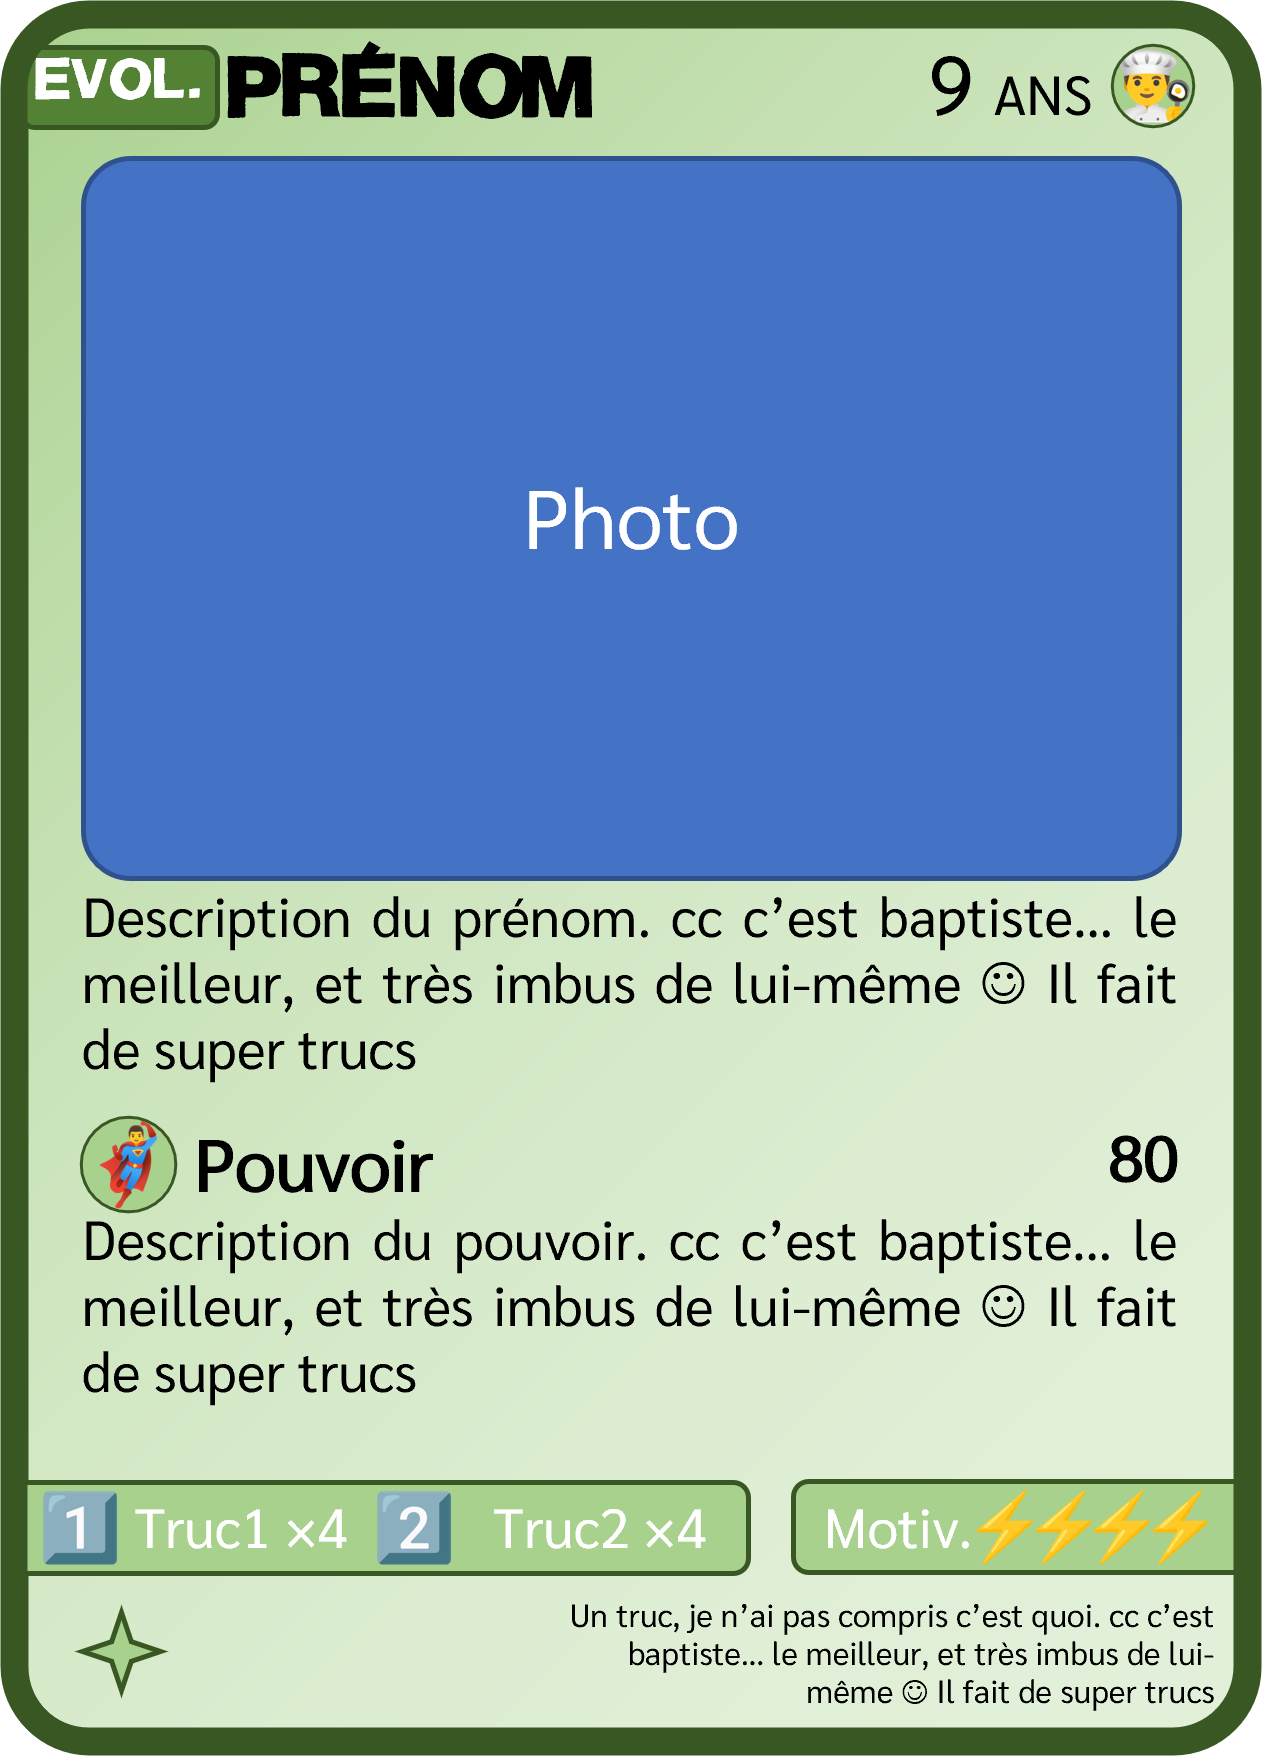 EVOL. PRÉNOM 9 ANS
Photo
Description du prénom. cc c’est baptiste... le
meilleur, et très imbus de lui-même ☺ Il fait
de super trucs
Pouvoir 80
Description du pouvoir. cc c’est baptiste... le
meilleur, et très imbus de lui-même ☺ Il fait
de super trucs
1 Truc1 ×4 2 Truc2 ×4 Motiv.⚡⚡⚡⚡
Un truc, je n’ai pas compris c’est quoi. cc c’est
baptiste... le meilleur, et très imbus de lui-
même ☺ Il fait de super trucs